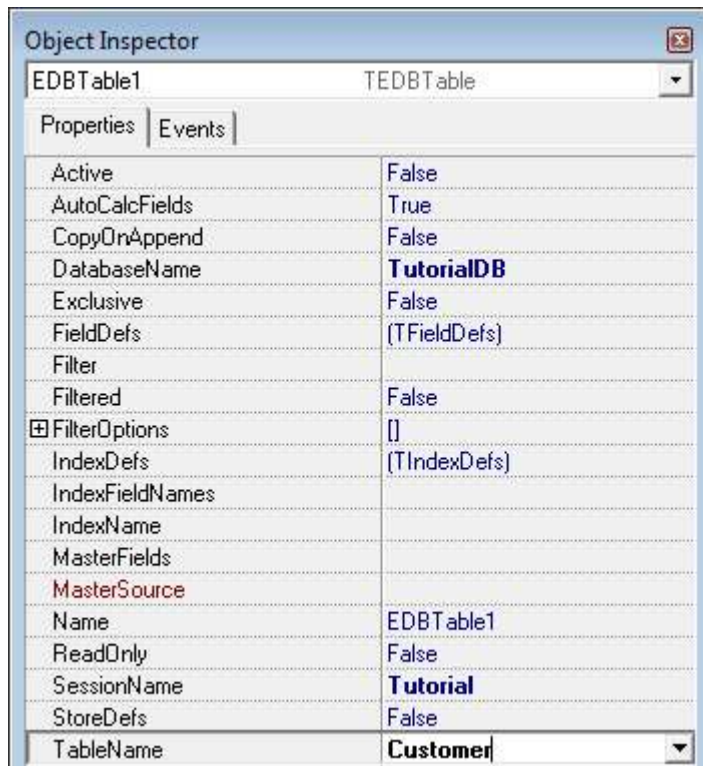 Object Inspector
EDBTable1 TEDBTable
Properties Events
Active False
AutoCalcFields True
CopyOnAppend False
DatabaseName TutorialDB
Exclusive False
FieldDefs (TFieldDefs)
Filter
Filtered False
FilterOptions []
IndexDefs (TIndexDefs)
IndexFieldNames
IndexName
MasterFields
MasterSource
Name EDBTable1
ReadOnly False
SessionName Tutorial
StoreDefs False
TableName Customer